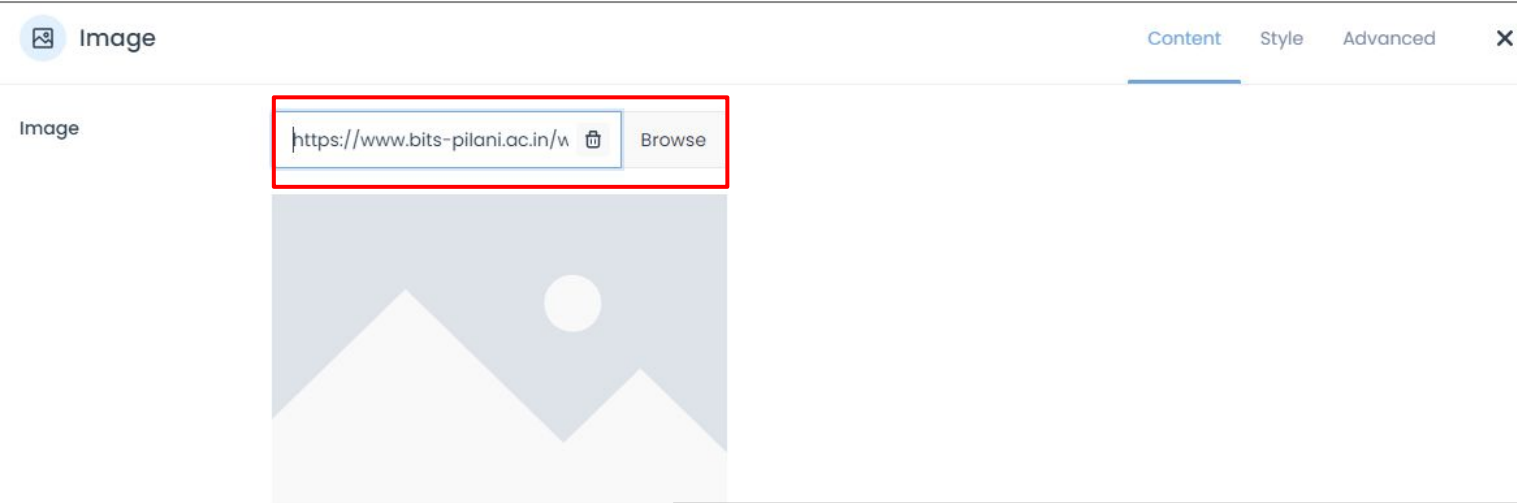 Image
Content Style Advanced
Image
https://www.bits-pilani.ac.in/w
Browse